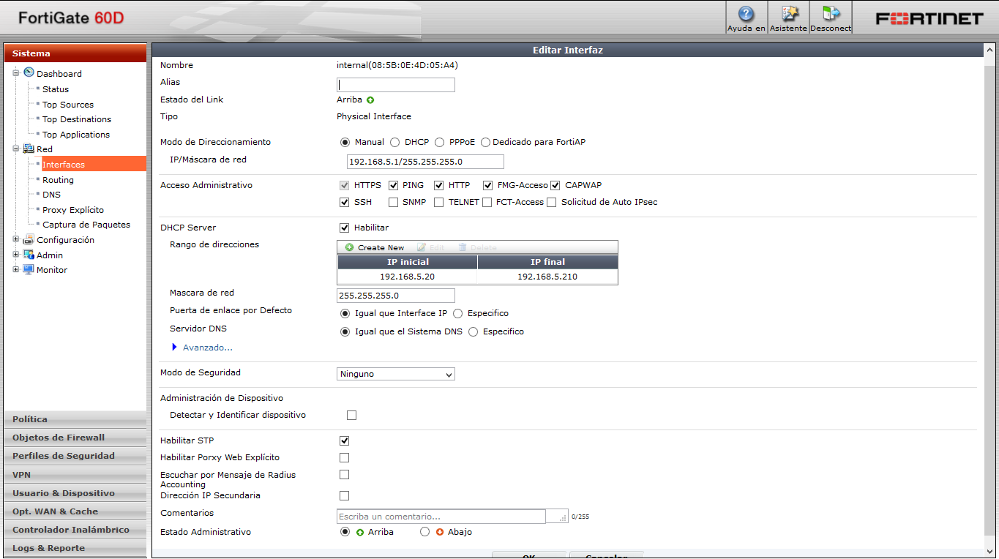 FortiGate 60D
Ayuda en
Asistente
Desconect
FORTINET
Sistema
Dashboard
Status
Top Sources
Top Destinations
Top Applications
Red
Interfaces
Routing
DNS
Proxy Explícito
Captura de Paquetes
Configuración
Admin
Monitor
Política
Objetos de Firewall
Perfiles de Seguridad
VPN
Usuario & Dispositivo
Opt. WAN & Cache
Controlador Inalámbrico
Logs & Reporte
Editar Interfaz
Nombre internal(08:5B:0E:4D:05:A4)
Alias
Estado del Link Arriba
Tipo Physical Interface
Modo de Direccionamiento Manual DHCP PPPoE Dedicado para FortiAP
IP/Máscara de red 192.168.5.1/255.255.255.0
Acceso Administrativo HTTPS PING HTTP FMG-Acceso CAPWAP
SSH SNMP TELNET FCT-Access Solicitud de Auto IPsec
DHCP Server Habilitar
Rango de direcciones Create New Edit Delete
IP inicial IP final
192.168.5.20 192.168.5.210
Mascara de red 255.255.255.0
Puerta de enlace por Defecto Igual que Interface IP Especifico
Servidor DNS Igual que el Sistema DNS Especifico
Avanzado...
Modo de Seguridad Ninguno
Administración de Dispositivo
Detectar y Identificar dispositivo
Habilitar STP
Habilitar Porxy Web Explícito
Escuchar por Mensaje de Radius
Accounting
Dirección IP Secundaria
Comentarios Escriba un comentario... 0/255
Estado Administrativo Arriba Abajo
OK Cancelar